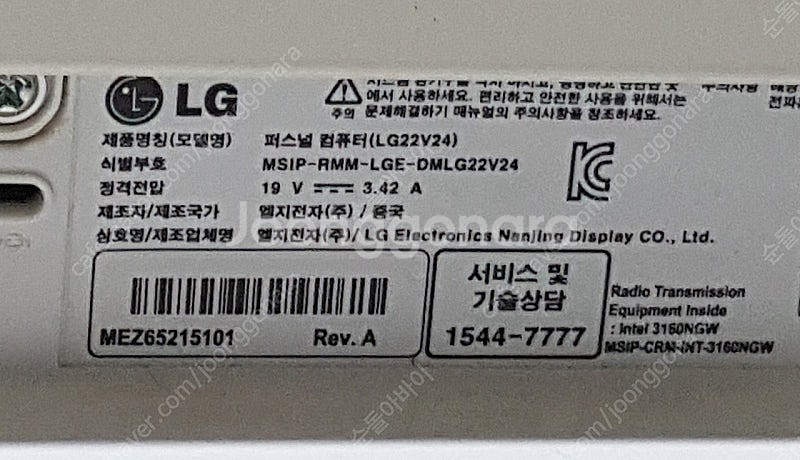 LG
에서 사용하세요. 편리하고 안전한 사용을 위해서는
주의 문제해결하기 매뉴얼의 주의사항을 참조하세요.
주의사항
제품명칭(모델명) 퍼스널 컴퓨터(LG22V24)
식별부호 MSIP-RMM-LGE-DMLG22V24
정격전압 19 V 3.42 A
제조자/제조국가 엘지전자(주) / 중국
상호명/제조업체명 엘지전자(주) / LG Electronics Nanjing Display CO., Ltd.
Joonggonara
MEZ65215101 Rev. A
서비스 및
기술상담
1544-7777
Radio Transmission
Equipment Inside
: Intel 3160NGW
MSIP-CRM-INT-3160NGW